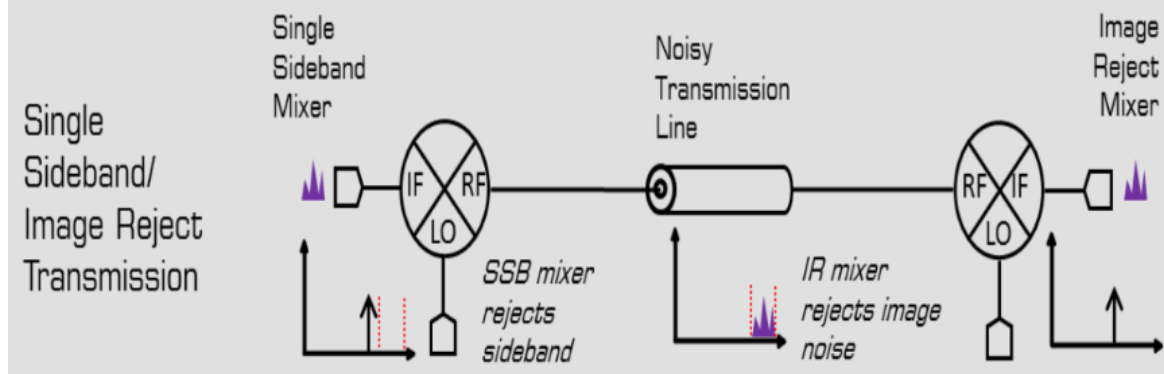 Single
Sideband/
Image Reject
Transmission
Single
Sideband
Mixer
IF
RF
LO
SSB mixer
rejects
sideband
Noisy
Transmission
Line
IR mixer
rejects image
noise
Image
Reject
Mixer
RF
IF
LO